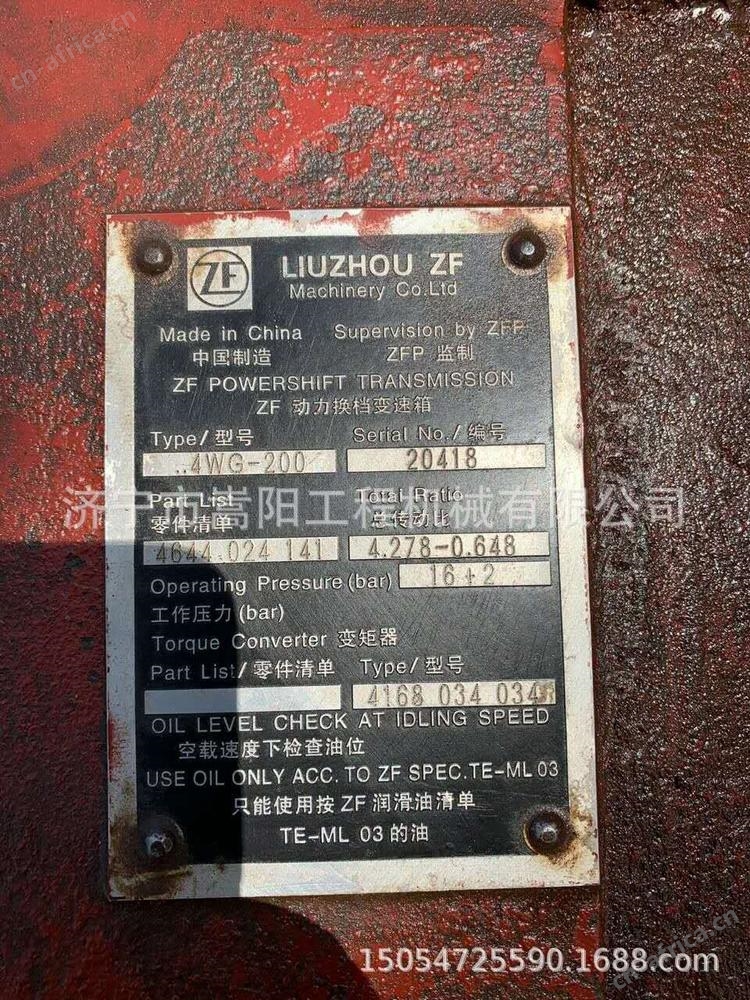 ZF
LIUZHOU ZF
Machinery Co.Ltd
Made in China Supervision by ZFP
中国制造 ZFP 监制
ZF POWERSHIFT TRANSMISSION
ZF 动力换档变速箱
Type/型号 Serial No./编号
..4WG-200 20418
济宁市嵩阳工程机械有限公司
Part List Total Ratio
零件清单 总传动比
4644 024 141 4.278-0.648
Operating Pressure(bar) 16+2
工作压力(bar)
Torque Converter 变矩器
Part List/零件清单 Type/型号
4168 034 034
OIL LEVEL CHECK AT IDLING SPEED
空载速度下检查油位
USE OIL ONLY ACC. TO ZF SPEC.TE-ML 03
只能使用按 ZF 润滑油清单
TE-ML 03 的油
15054725590.1688.com